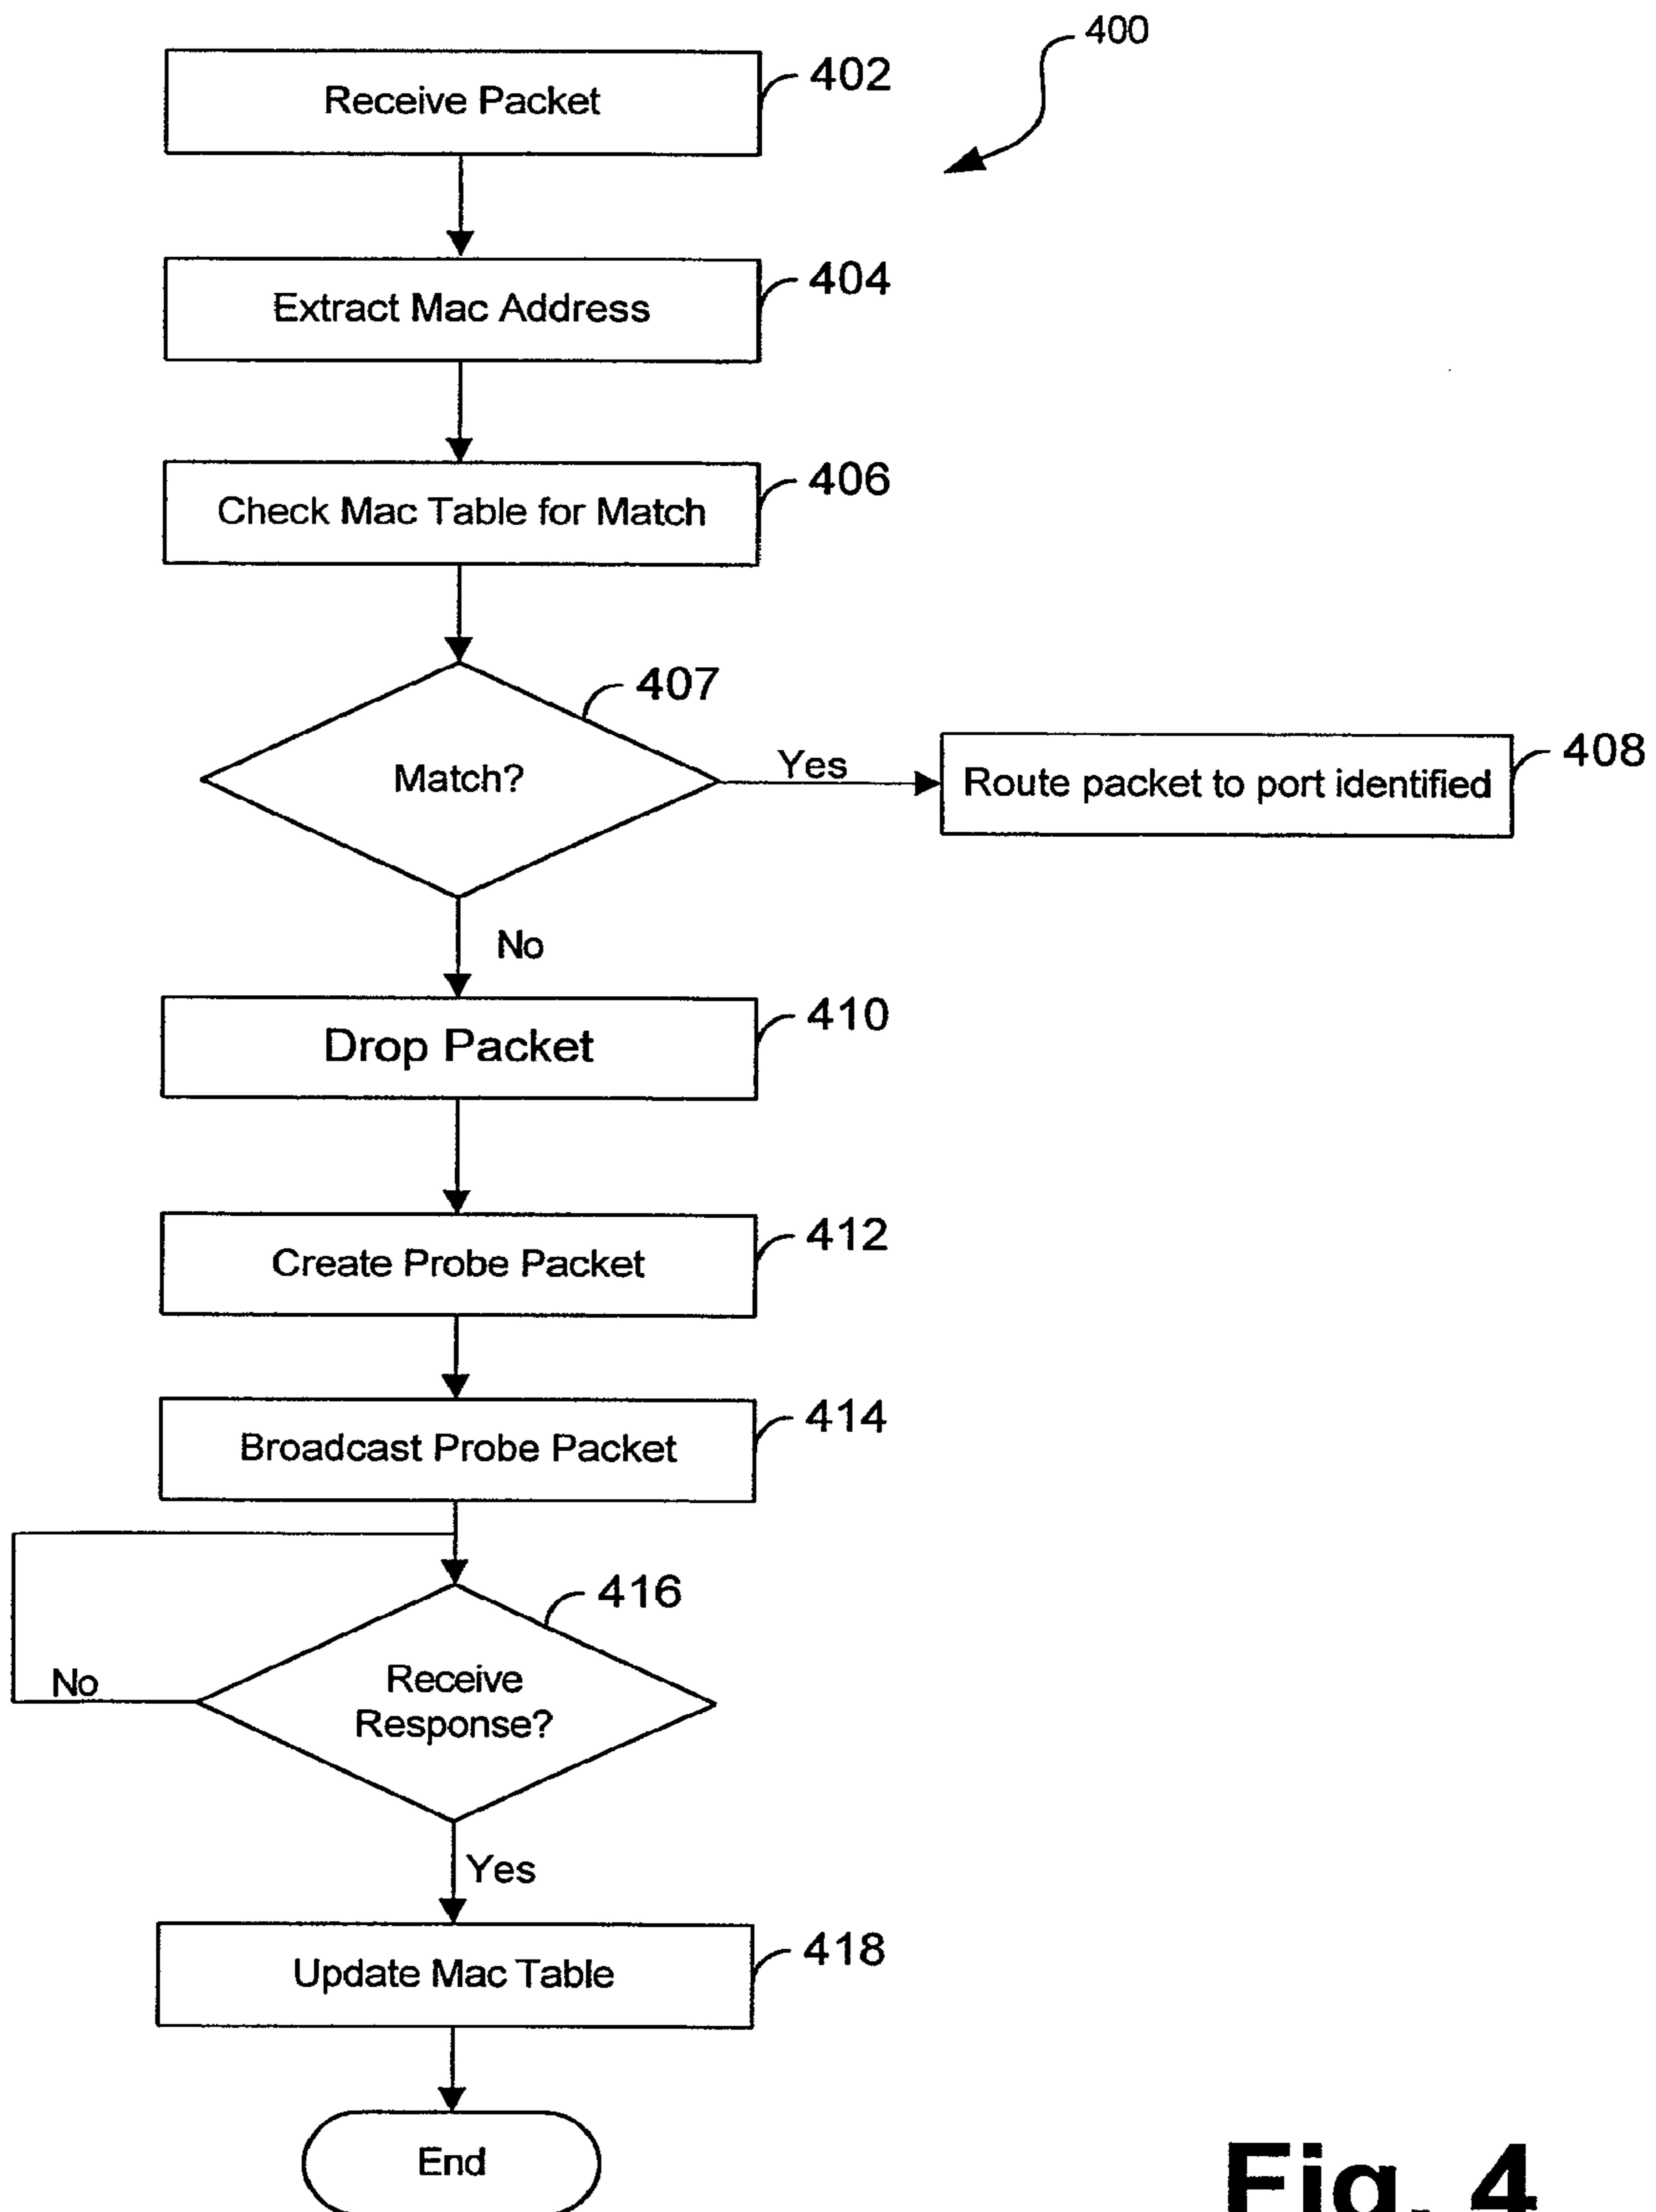 400
Receive Packet
402
Extract Mac Address
404
Check Mac Table for Match
406
407
Match?
Yes
Route packet to port identified
408
No
Drop Packet
410
Create Probe Packet
412
Broadcast Probe Packet
414
416
Receive
Response?
No
Yes
Update Mac Table
418
End
Fig. 4